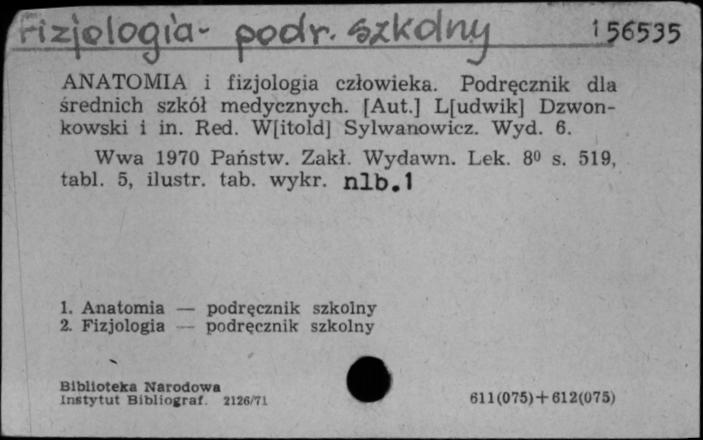 Fizjologia - podr. szkolny 156535
ANATOMIA i fizjologia człowieka. Podręcznik dla
średnich szkół medycznych. [Aut.] L[udwik] Dzwon-
kowski i in. Red. W[itold] Sylwanowicz. Wyd. 6.
Wwa 1970 Państw. Zakł. Wydawn. Lek. 8⁰ s. 519,
tabl. 5, ilustr. tab. wykr. nlb.1
1. Anatomia — podręcznik szkolny
2. Fizjologia — podręcznik szkolny
Biblioteka Narodowa
Instytut Bibliograf. 2126/71
611(075)+612(075)